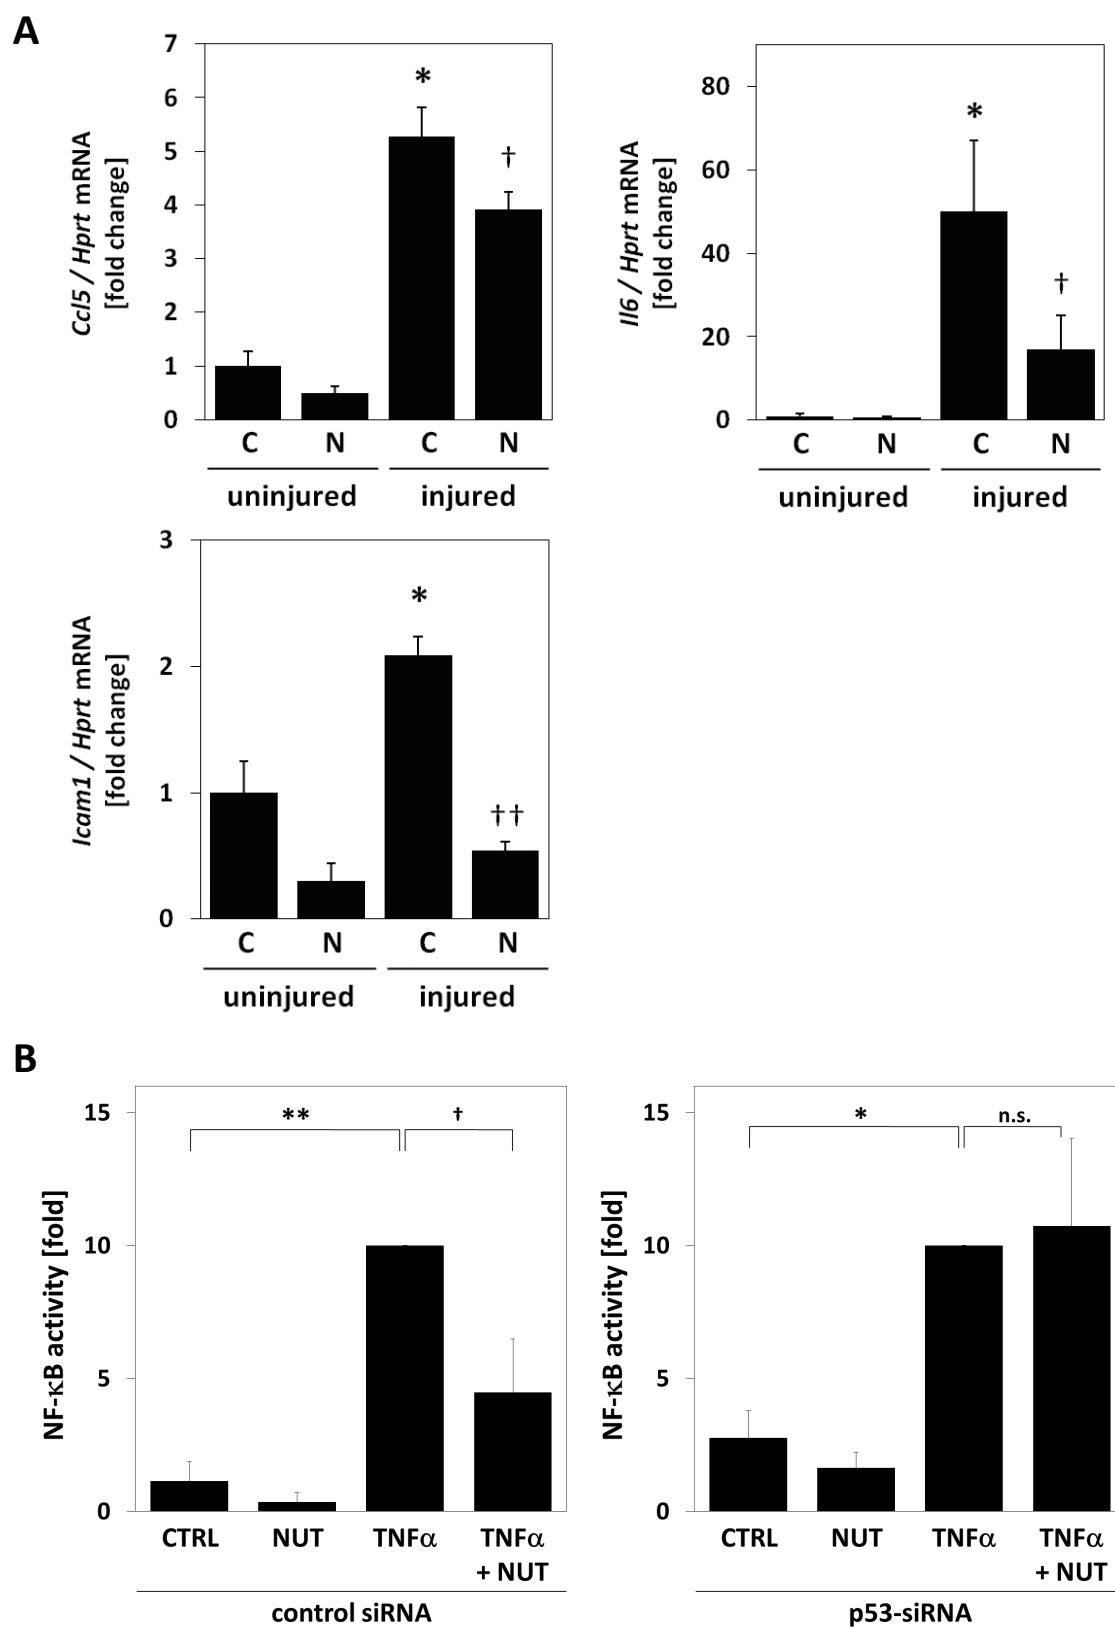 A
Ccl5 / Hprt mRNA
[fold change]
7
6
5
4
3
2
1
0
*
†
C N C N
uninjured injured
Il6 / Hprt mRNA
[fold change]
80
60
40
20
0
*
†
C N C N
uninjured injured
Icam1 / Hprt mRNA
[fold change]
3
2
1
0
*
††
C N C N
uninjured injured
B
NF-κB activity [fold]
15
10
5
0
**
†
CTRL NUT TNFα TNFα
+ NUT
control siRNA
NF-κB activity [fold]
15
10
5
0
*
n.s.
CTRL NUT TNFα TNFα
+ NUT
p53-siRNA